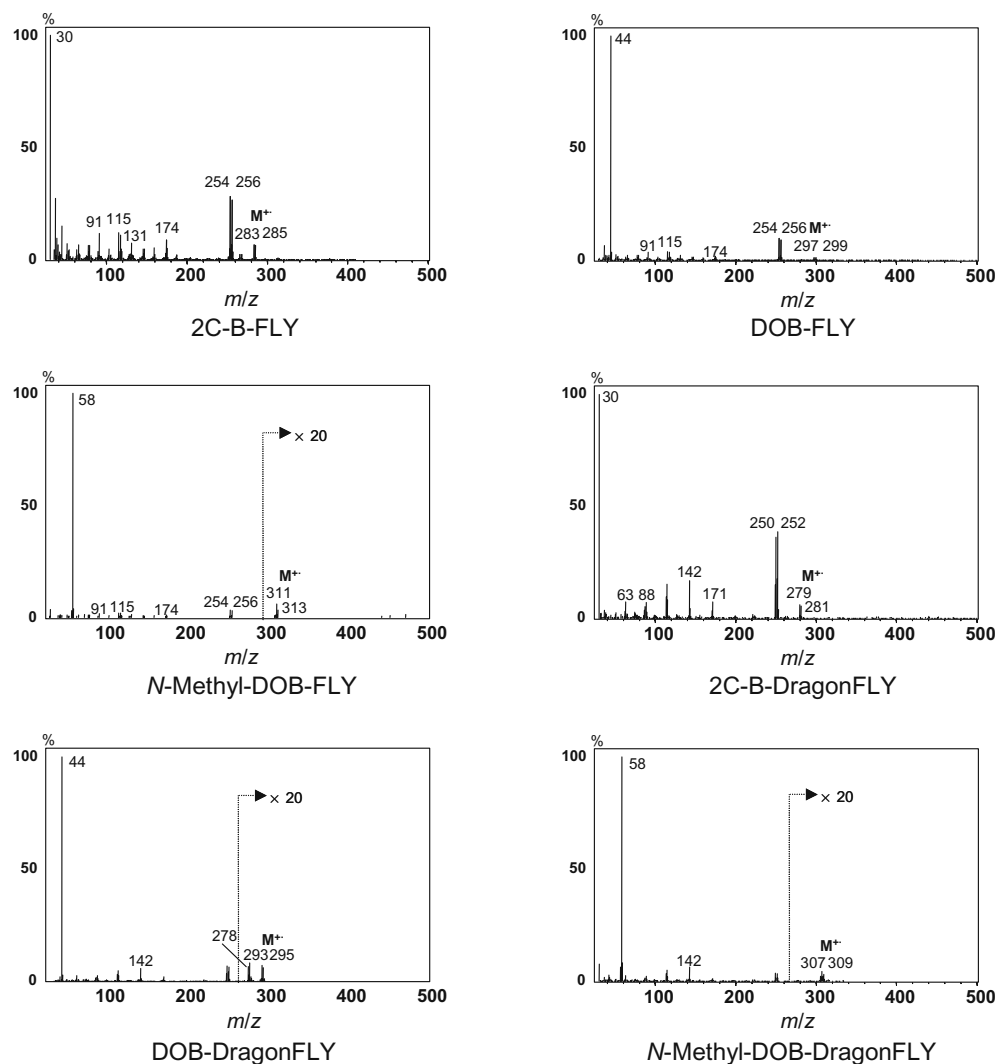 %
100
30
50
254 256
M+·
283 285
91 115
131
174
0
100 200 300 400 500
m/z
2C-B-FLY
%
100
44
50
254 256 M+·
297 299
91 115
174
0
100 200 300 400 500
m/z
DOB-FLY
%
100
58
× 20
50
M+·
311
313
91 115
174
254 256
0
100 200 300 400 500
m/z
N-Methyl-DOB-FLY
%
100
30
50
250 252
142
M+·
279
281
63 88
171
0
100 200 300 400 500
m/z
2C-B-DragonFLY
%
100
44
× 20
50
278
M+·
293 295
142
0
100 200 300 400 500
m/z
DOB-DragonFLY
%
100
58
× 20
50
M+·
307 309
142
0
100 200 300 400 500
m/z
N-Methyl-DOB-DragonFLY